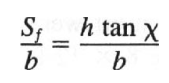 S_f / b = h tan χ / b